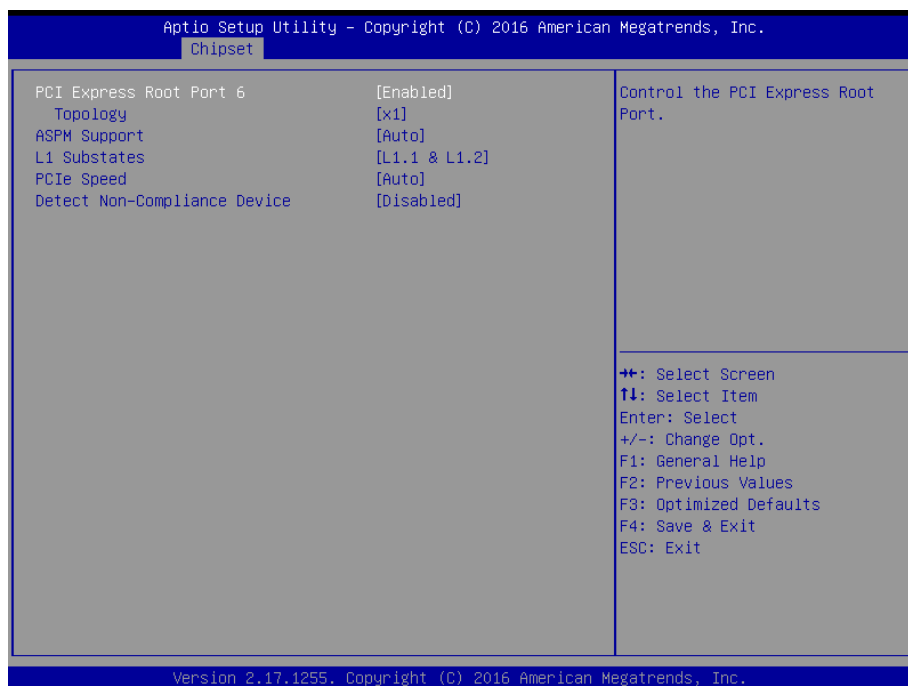 Aptio Setup Utility – Copyright (C) 2016 American Megatrends, Inc.
Chipset
PCI Express Root Port 6 [Enabled]
Topology [x1]
ASPM Support [Auto]
L1 Substates [L1.1 & L1.2]
PCIe Speed [Auto]
Detect Non-Compliance Device [Disabled]
Control the PCI Express Root
Port.
→←: Select Screen
↑↓: Select Item
Enter: Select
+/-: Change Opt.
F1: General Help
F2: Previous Values
F3: Optimized Defaults
F4: Save & Exit
ESC: Exit
Version 2.17.1255. Copyright (C) 2016 American Megatrends, Inc.